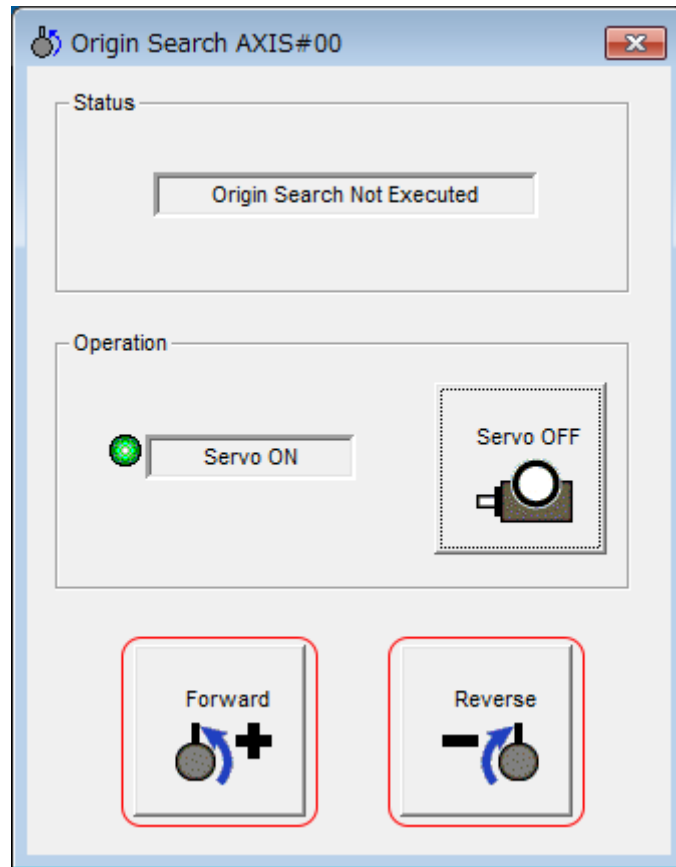 Origin Search AXIS#00
Status
Origin Search Not Executed
Operation
Servo ON
Servo OFF
Forward
Reverse